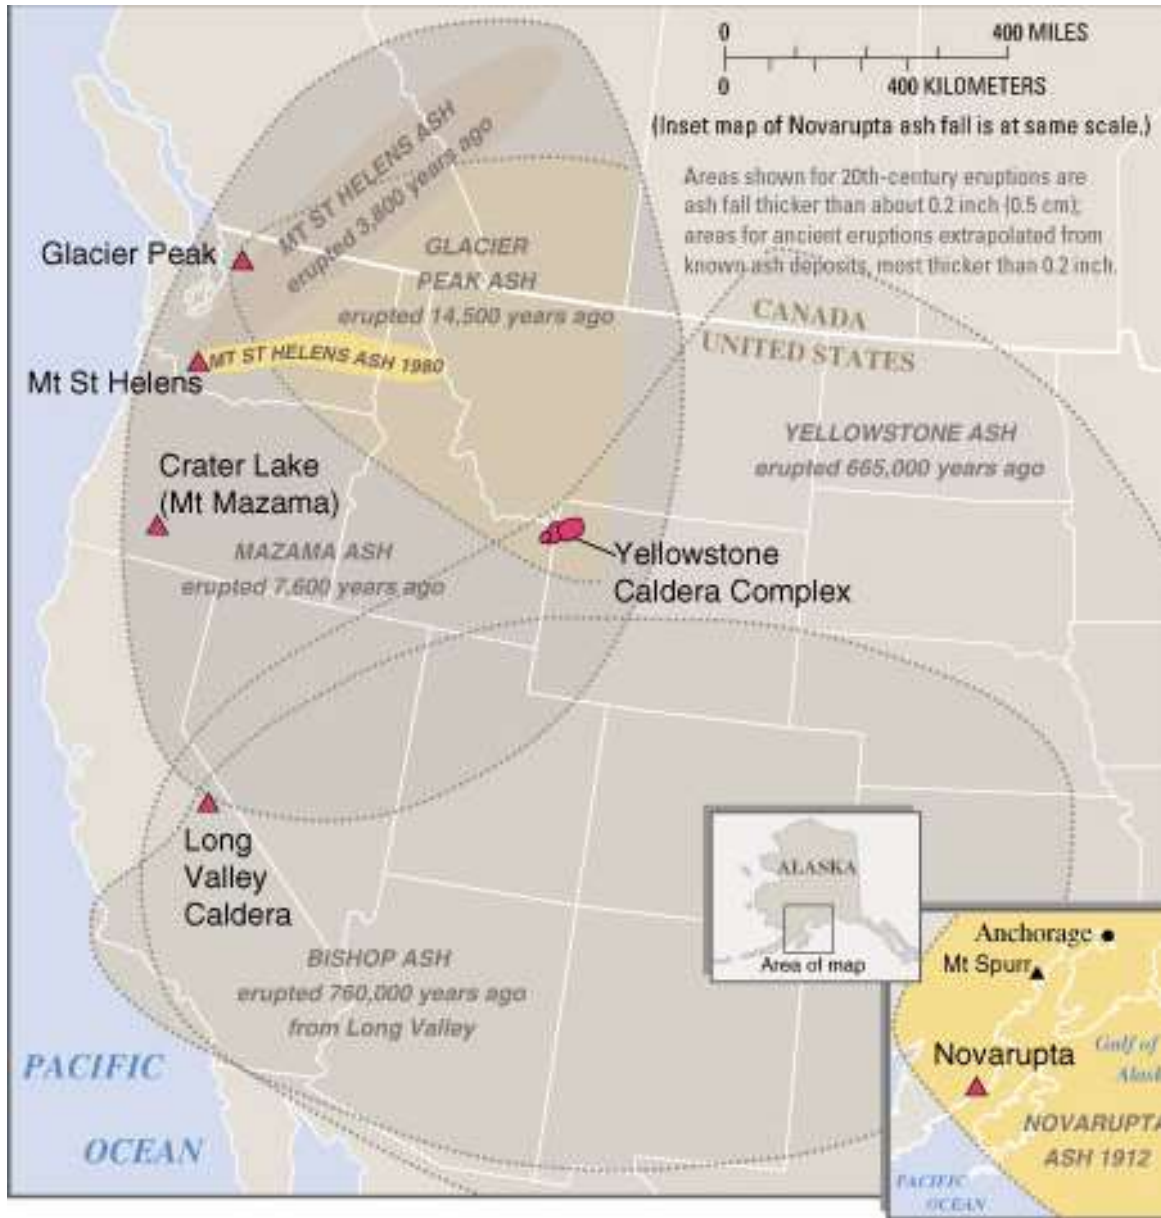 0 400 MILES
0 400 KILOMETERS
(Inset map of Novarupta ash fall is at same scale.)
Areas shown for 20th-century eruptions are
ash fall thicker than about 0.2 inch (0.5 cm);
areas for ancient eruptions extrapolated from
known ash deposits, most thicker than 0.2 inch.
MT ST HELENS ASH
erupted 3,800 years ago
Glacier Peak
GLACIER
PEAK ASH
erupted 14,500 years ago
CANADA
UNITED STATES
MT ST HELENS ASH 1980
Mt St Helens
YELLOWSTONE ASH
erupted 665,000 years ago
Crater Lake
(Mt Mazama)
MAZAMA ASH
erupted 7,600 years ago
Yellowstone
Caldera Complex
Long
Valley
Caldera
BISHOP ASH
erupted 760,000 years ago
from Long Valley
ALASKA
Area of map
Anchorage
Mt Spurr
Novarupta
Gulf of
Alask
NOVARUPTA
ASH 1912
PACIFIC
OCEAN
PACIFIC
OCEAN